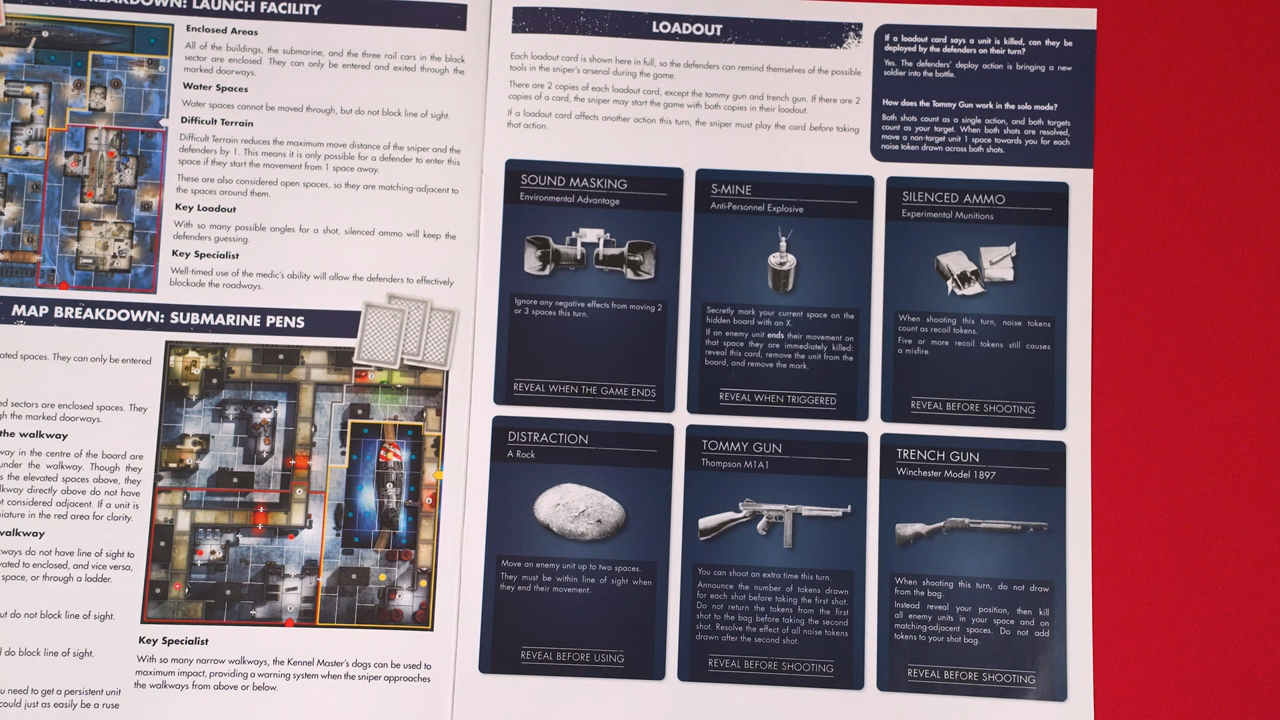 BREAKDOWN: LAUNCH FACILITY
Enclosed Areas
All of the buildings, the submarine, and the three rail cars in the black
sector are enclosed. They can only be entered and exited through the
marked doorways.
Water Spaces
Water spaces cannot be moved through, but do not block line of sight.
Difficult Terrain
Difficult Terrain reduces the maximum move distance of the sniper and the
defenders by 1. This means it is only possible for a defender to enter this
space if they start the movement from 1 space away.
These are also considered open spaces, so they are matching-adjacent to
the spaces around them.
Key Loadout
With so many possible angles for a shot, silenced ammo will keep the
defenders guessing.
Key Specialist
Well-timed use of the medic's ability will allow the defenders to effectively
blockade the roadways.
MAP BREAKDOWN: SUBMARINE PENS
spaces. They can only be entered
sectors are enclosed spaces. They
the marked doorways.
the walkway
in the centre of the board are
under the walkway. Though they
the elevated spaces above, they
directly above do not have
considered adjacent. If a unit is
in the red area for clarity.
do not have line of sight to
to enclosed, and vice versa,
space, or through a ladder.
do not block line of sight.
do block line of sight.
need to get a persistent unit
could just as easily be a ruse
Key Specialist
With so many narrow walkways, the Kennel Master's dogs can be used to
maximum impact, providing a warning system when the sniper approaches
the walkways from above or below.
LOADOUT
Each loadout card is shown here in full, so the defenders can remind themselves of the possible
tools in the sniper's arsenal during the game.
There are 2 copies of each loadout card, except the tommy gun and trench gun. If there are 2
copies of a card, the sniper may start the game with both copies in their loadout.
If a loadout card affects another action this turn, the sniper must play the card before taking
that action.
If a loadout card says a unit is killed, can they be
deployed by the defenders on their turn?
Yes. The defenders' deploy action is bringing a new
soldier into the battle.
How does the Tommy Gun work in the solo mode?
Both shots count as a single action, and both targets
count as your target. When both shots are resolved,
move a non-target unit 1 space towards you for each
noise token drawn across both shots.
SOUND MASKING
Environmental Advantage
Ignore any negative effects from moving 2
or 3 spaces this turn.
REVEAL WHEN THE GAME ENDS
S-MINE
Anti-Personnel Explosive
Secretly mark your current space on the
hidden board with an X.
If an enemy unit ends their movement on
that space they are immediately killed:
reveal this card, remove the unit from the
board, and remove the mark.
REVEAL WHEN TRIGGERED
SILENCED AMMO
Experimental Munitions
When shooting this turn, noise tokens
count as recoil tokens.
Five or more recoil tokens still causes
a misfire.
REVEAL BEFORE SHOOTING
DISTRACTION
A Rock
Move an enemy unit up to two spaces.
They must be within line of sight when
they end their movement.
REVEAL BEFORE USING
TOMMY GUN
Thompson M1A1
You can shoot an extra time this turn.
Announce the number of tokens drawn
for each shot before taking the first shot.
Do not return the tokens from the first
shot to the bag before taking the second
shot. Resolve the effect of all noise tokens
drawn after the second shot.
REVEAL BEFORE SHOOTING
TRENCH GUN
Winchester Model 1897
When shooting this turn, do not draw
from the bag.
Instead reveal your position, then kill
all enemy units in your space and on
matching-adjacent spaces. Do not add
tokens to your shot bag.
REVEAL BEFORE SHOOTING